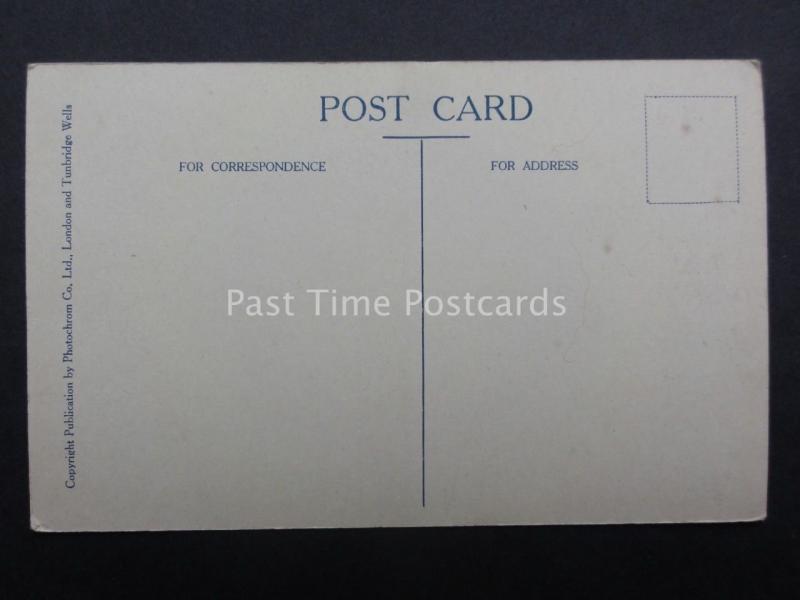 POST CARD
FOR CORRESPONDENCE
FOR ADDRESS
Copyright Publication by Photochrom Co, Ltd., London and Tunbridge Wells
Past Time Postcards